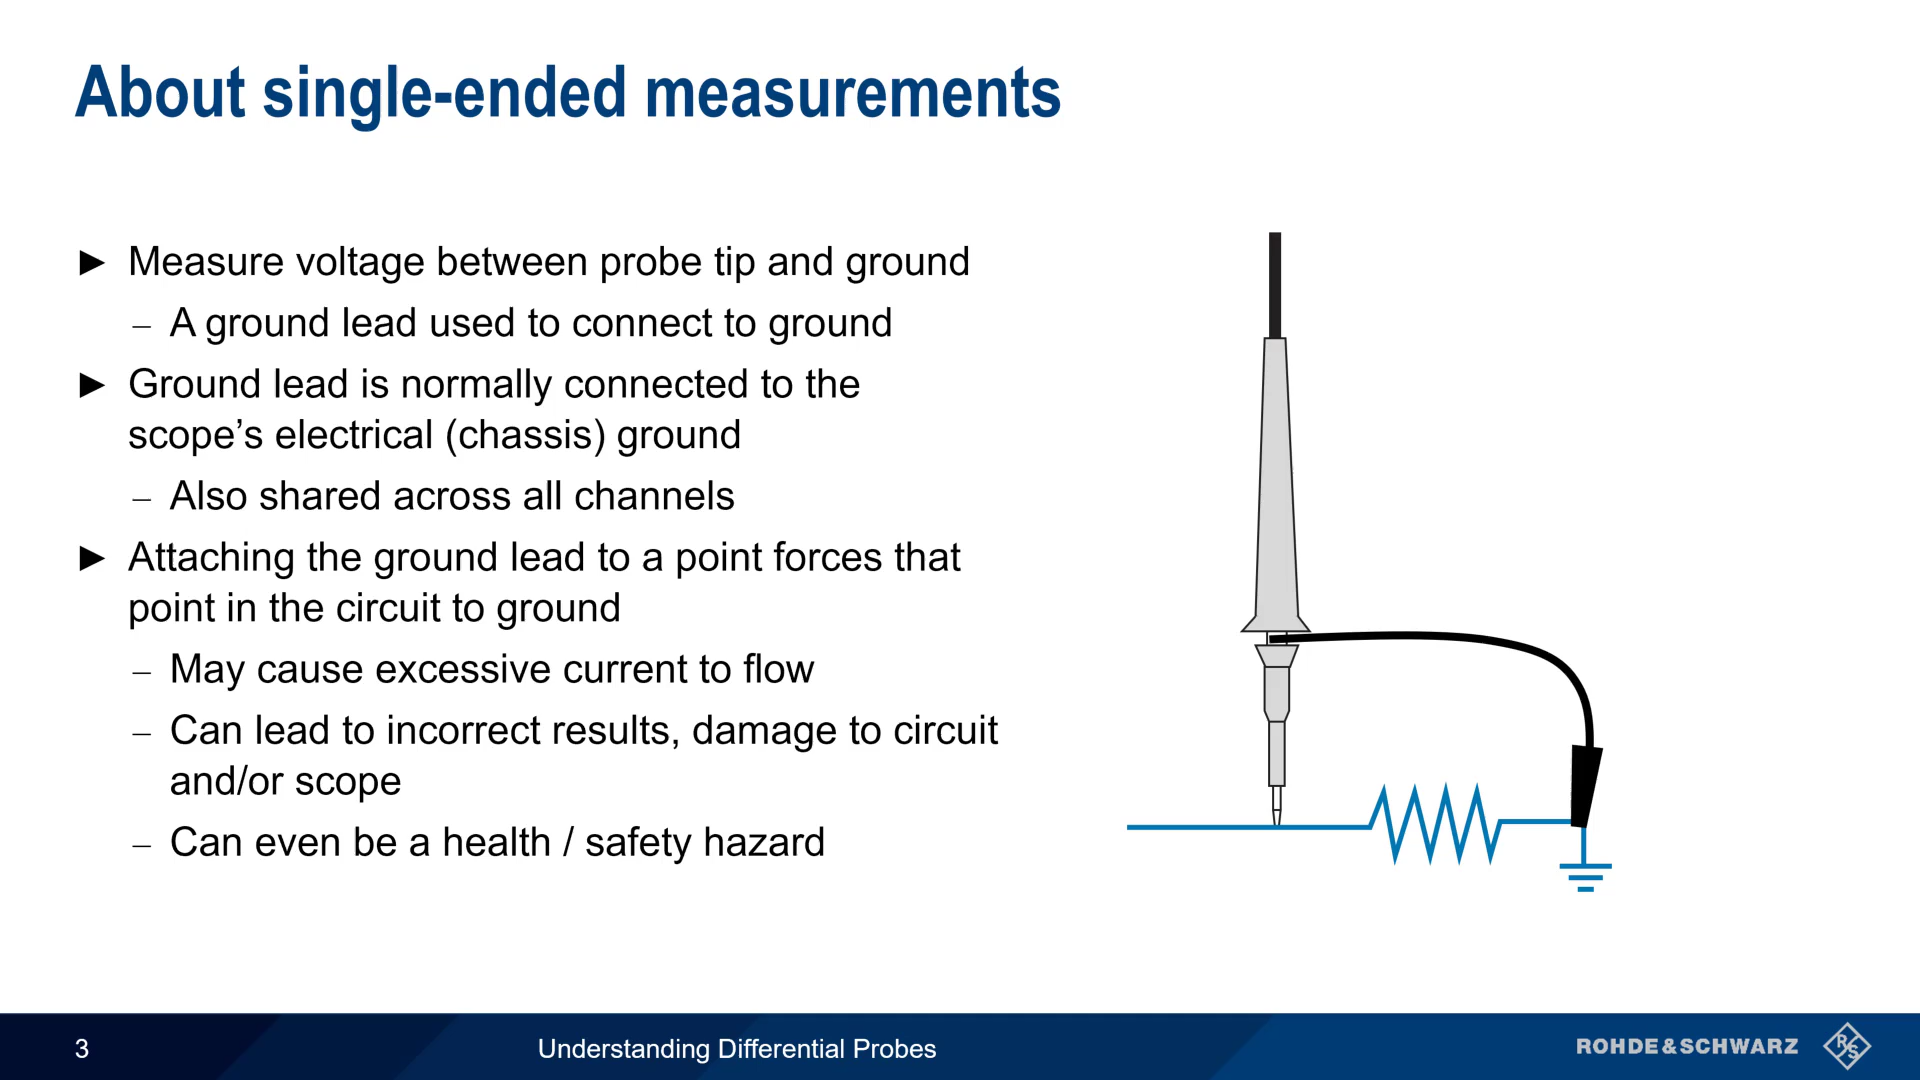 About single-ended measurements
► Measure voltage between probe tip and ground
– A ground lead used to connect to ground
► Ground lead is normally connected to the
scope’s electrical (chassis) ground
– Also shared across all channels
► Attaching the ground lead to a point forces that
point in the circuit to ground
– May cause excessive current to flow
– Can lead to incorrect results, damage to circuit
and/or scope
– Can even be a health / safety hazard
3
Understanding Differential Probes
ROHDE&SCHWARZ
R&S